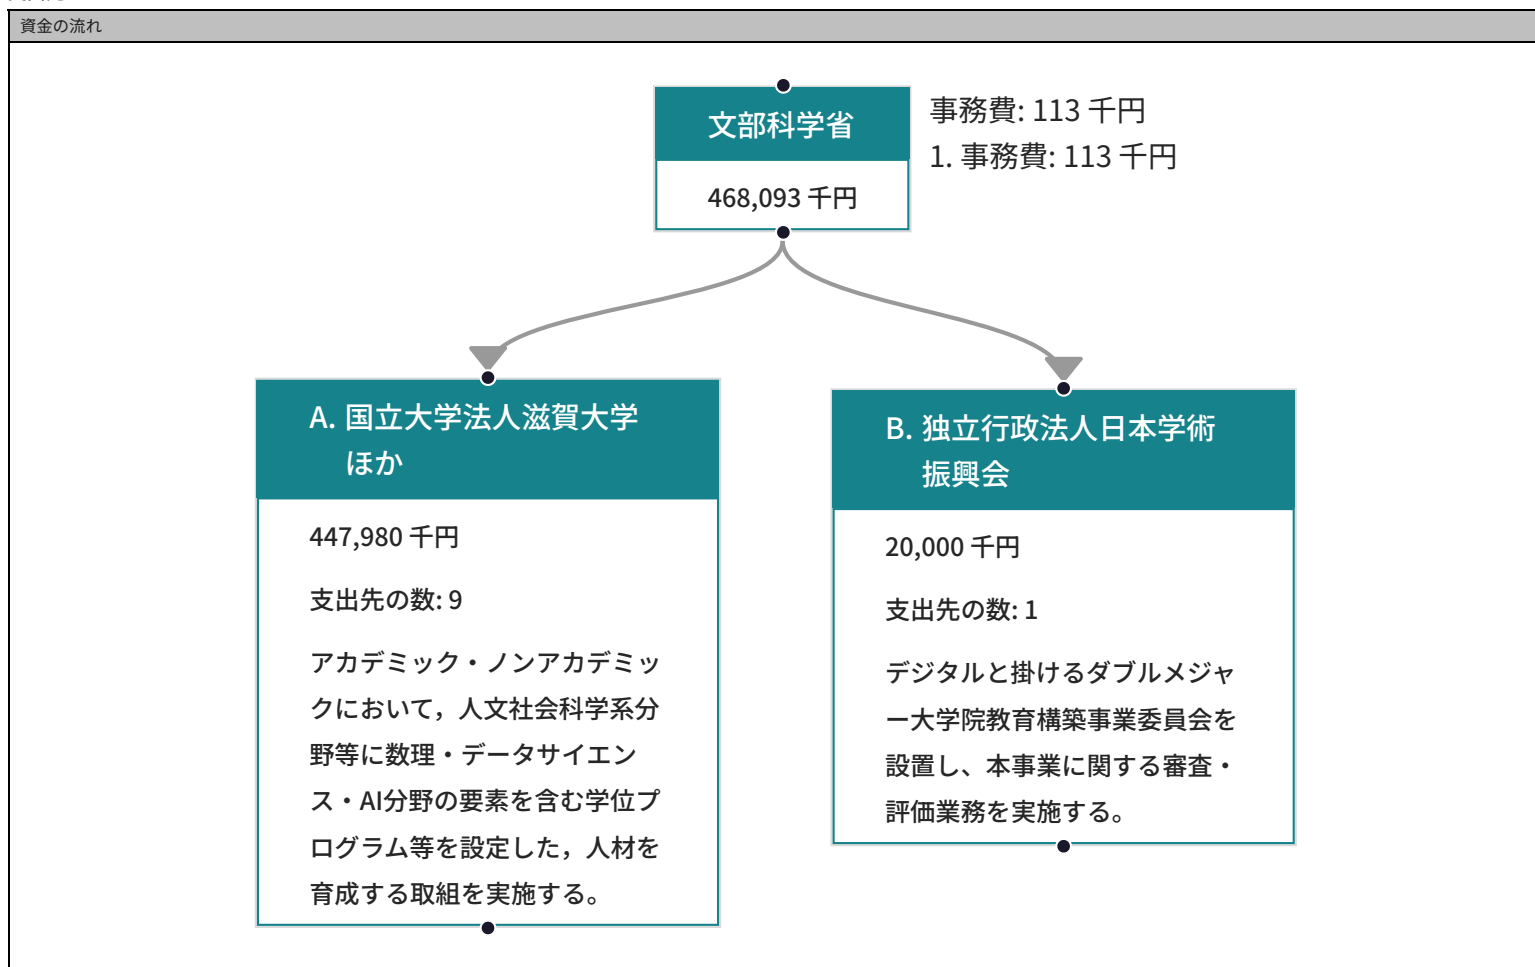 資金の流れ
文部科学省
468,093 千円
事務費: 113 千円
1. 事務費: 113 千円
A. 国立大学法人滋賀大学
ほか
447,980 千円
支出先の数: 9
アカデミック・ノンアカデミッ
クにおいて，人文社会科学系分
野等に数理・データサイエン
ス・AI分野の要素を含む学位プ
ログラム等を設定した，人材を
育成する取組を実施する。
B. 独立行政法人日本学術
振興会
20,000 千円
支出先の数: 1
デジタルと掛けるダブルメジャ
ー大学院教育構築事業委員会を
設置し、本事業に関する審査・
評価業務を実施する。